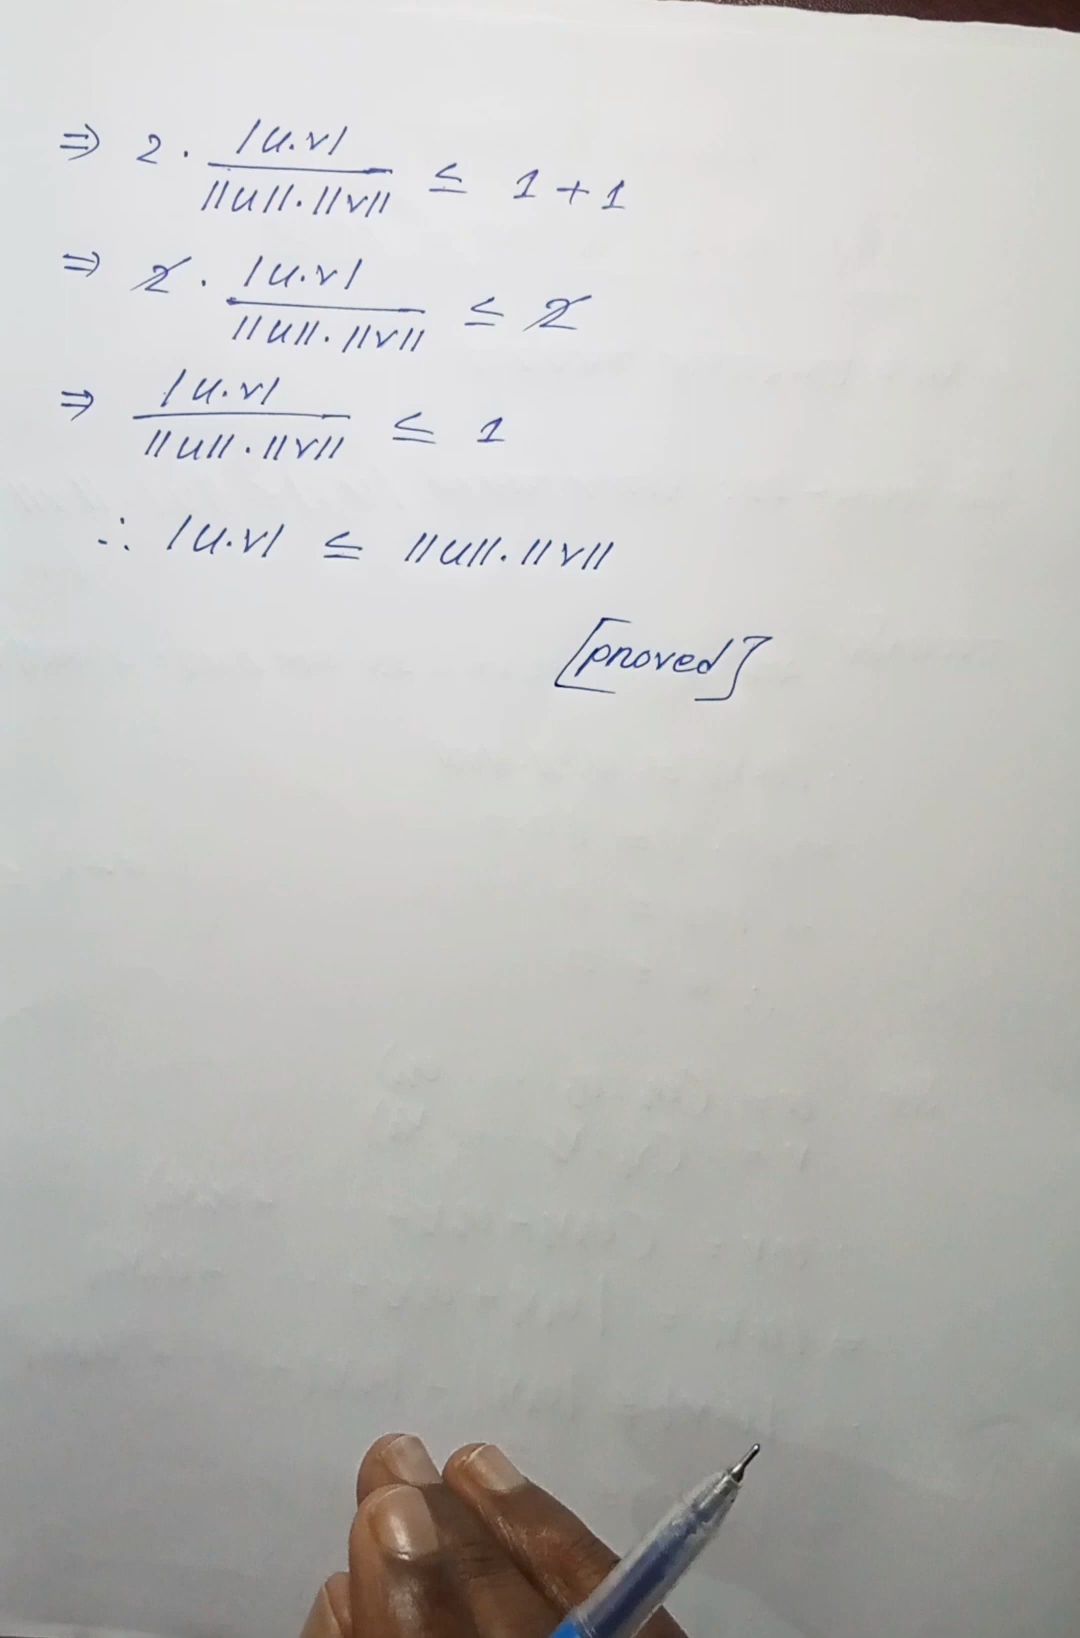 ⇒ 2 · |u.v| / ||u||.||v|| ≤ 1+1
⇒ 2 · |u.v| / ||u||.||v|| ≤ 2
⇒ |u.v| / ||u||.||v|| ≤ 1
∴ |u.v| ≤ ||u||.||v||
[proved]